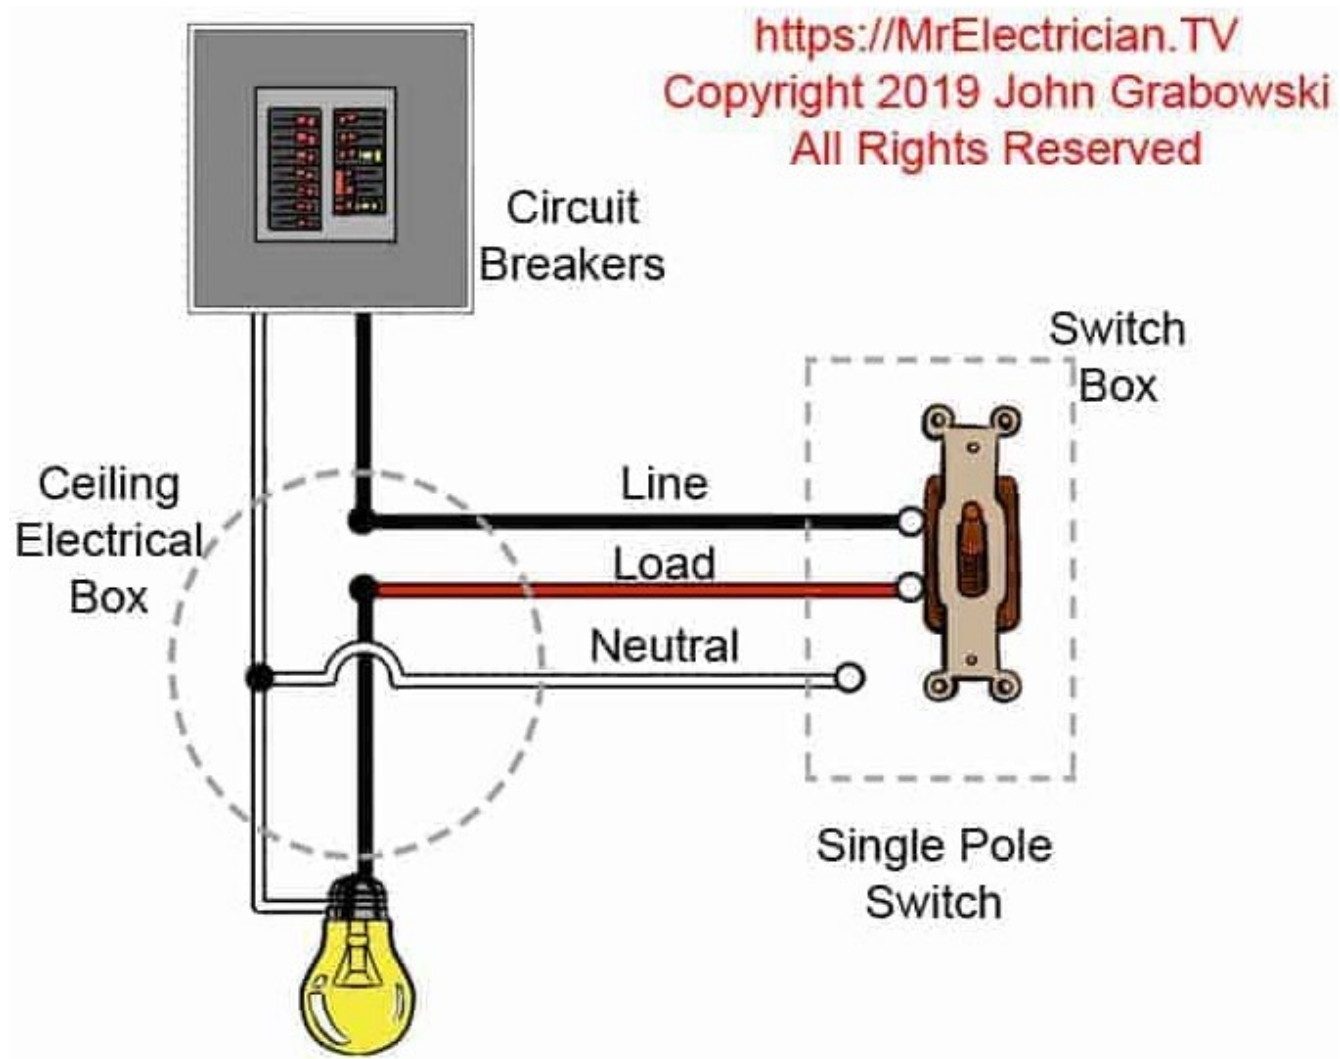 https://MrElectrician.TV
Copyright 2019 John Grabowski
All Rights Reserved
Circuit
Breakers
Switch
Box
Ceiling
Electrical
Box
Line
Load
Neutral
Single Pole
Switch